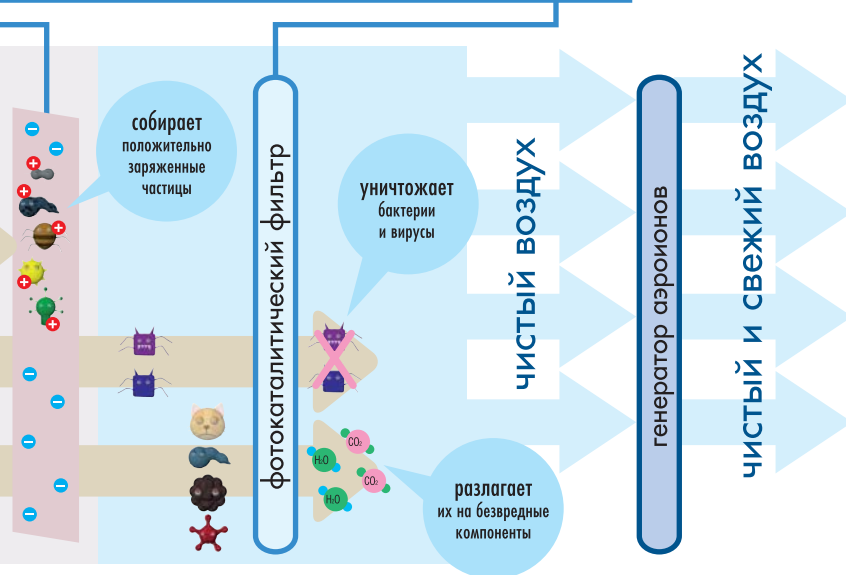 собирает
положительно
заряженные
частицы
фотокаталитический фильтр
уничтожает
бактерии
и вирусы
чистый воздух
генератор аэроионов
чистый и свежий воздух
CO₂
H₂O
CO₂
H₂O
разлагает
их на безвредные
компоненты